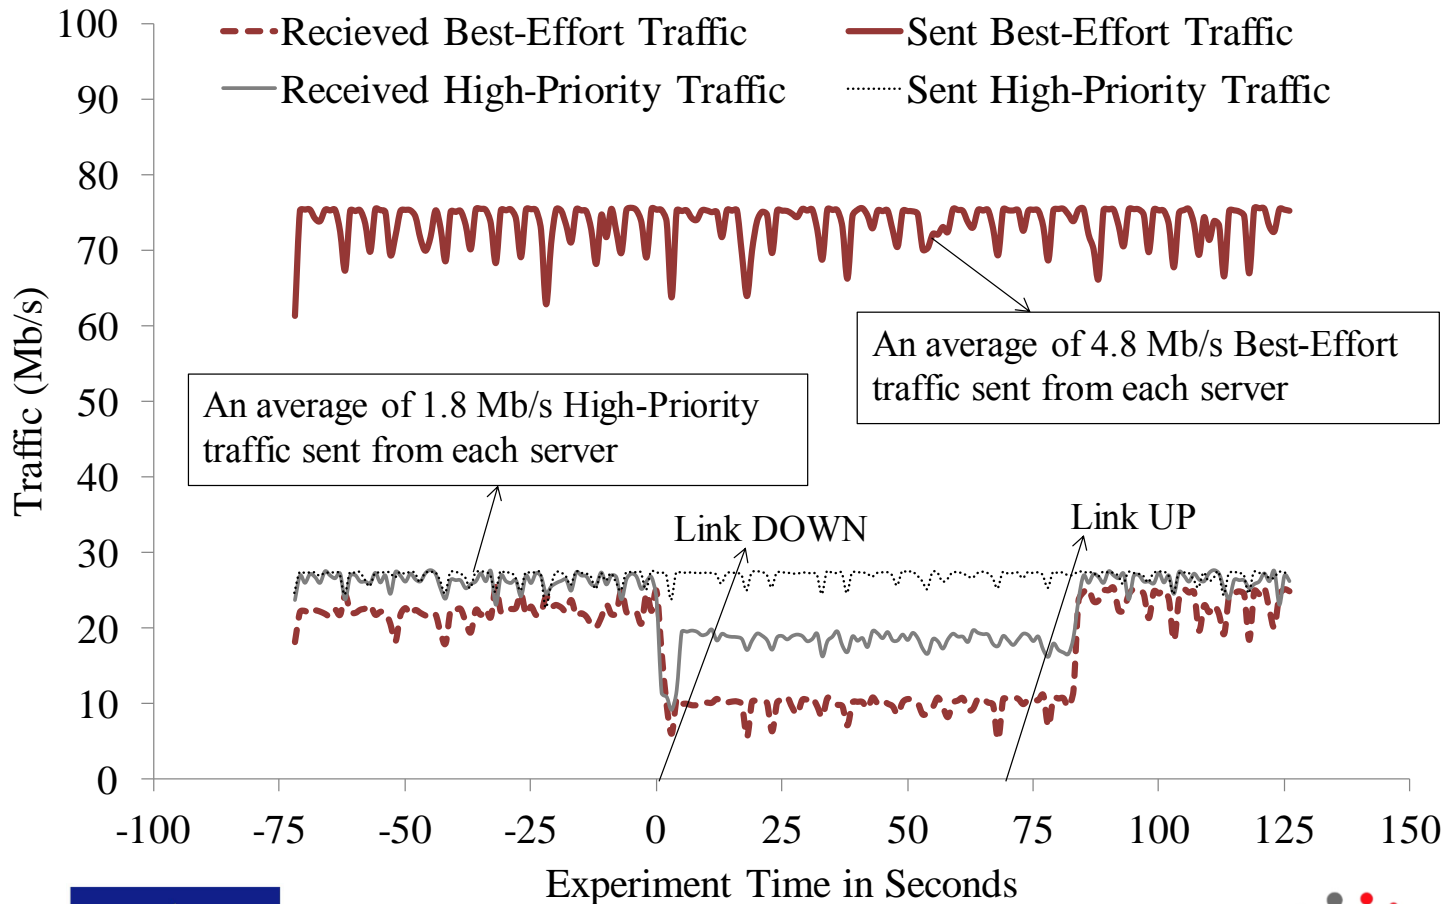 100
Recieved Best-Effort Traffic
Sent Best-Effort Traffic
Received High-Priority Traffic
Sent High-Priority Traffic
90
80
70
60
50
40
30
20
10
0
Traffic (Mb/s)
An average of 4.8 Mb/s Best-Effort
traffic sent from each server
An average of 1.8 Mb/s High-Priority
traffic sent from each server
Link DOWN
Link UP
-100
-75
-50
-25
0
25
50
75
100
125
150
Experiment Time in Seconds